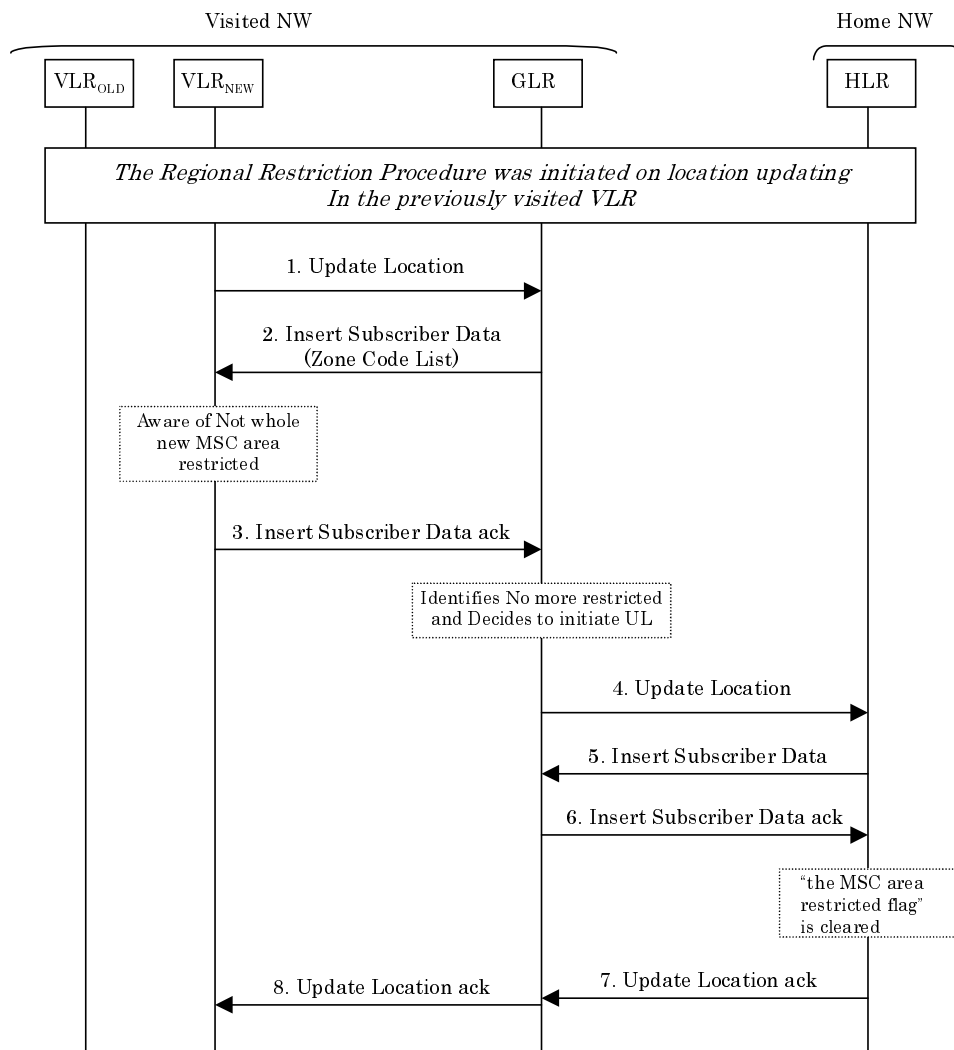 Visited NW
Home NW
VLROLD
VLRNEW
GLR
HLR
The Regional Restriction Procedure was initiated on location updating
In the previously visited VLR
1. Update Location
2. Insert Subscriber Data
(Zone Code List)
Aware of Not whole
new MSC area
restricted
3. Insert Subscriber Data ack
Identifies No more restricted
and Decides to initiate UL
4. Update Location
5. Insert Subscriber Data
6. Insert Subscriber Data ack
“the MSC area
restricted flag”
is cleared
7. Update Location ack
8. Update Location ack